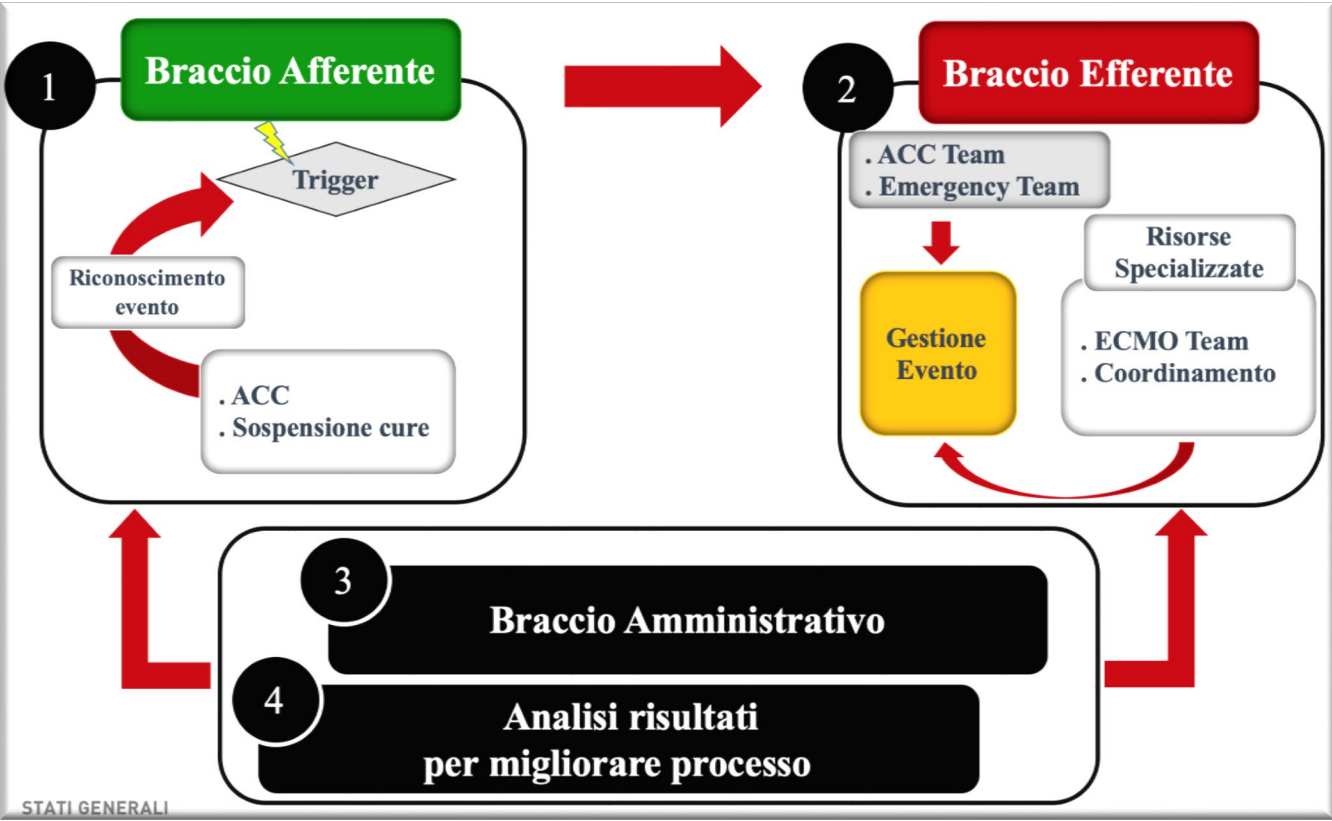 1
Braccio Afferente
Trigger
Riconoscimento
evento
. ACC
. Sospensione cure
2
Braccio Efferente
. ACC Team
. Emergency Team
Risorse
Specializzate
Gestione
Evento
. ECMO Team
. Coordinamento
3
Braccio Amministrativo
4
Analisi risultati
per migliorare processo
STATI GENERALI